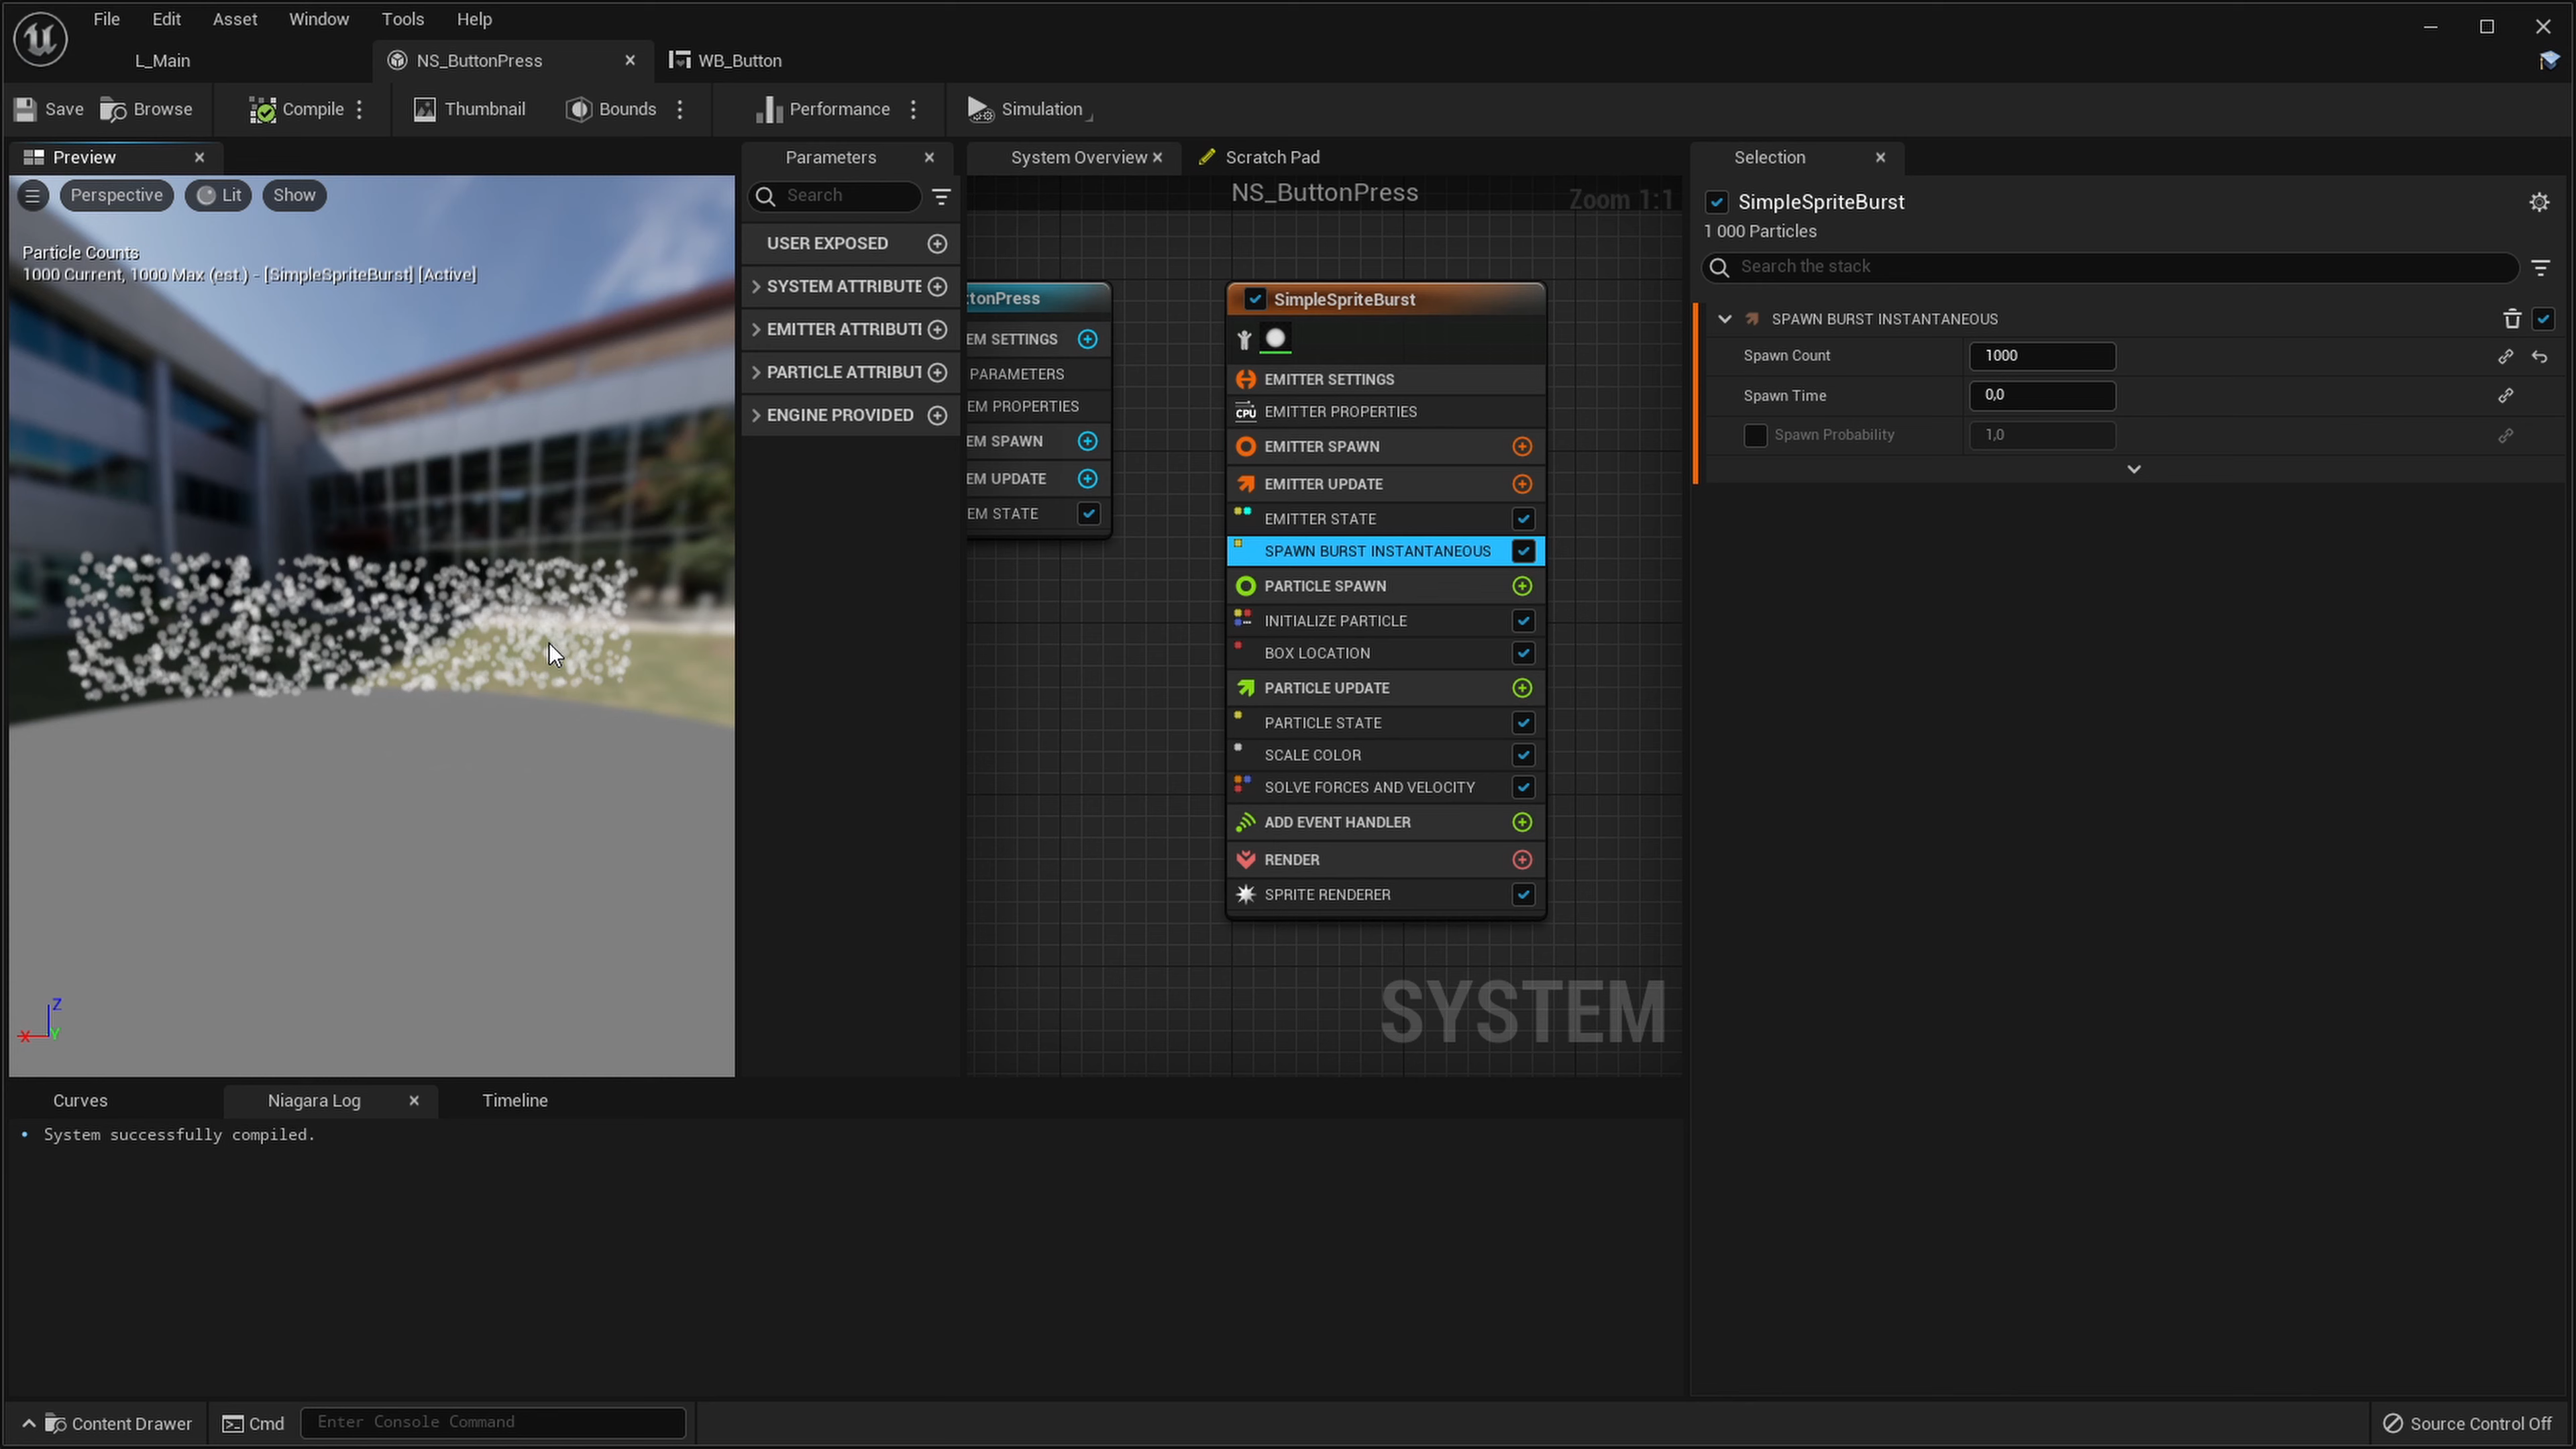 File Edit Asset Window Tools Help
L_Main NS_ButtonPress WB_Button
Save Browse Compile Thumbnail Bounds Performance Simulation
Preview
Perspective Lit Show
Particle Counts
1000 Current, 1000 Max (est.) - [SimpleSpriteBurst] [Active]
Z
X Y
Parameters
Search
USER EXPOSED
SYSTEM ATTRIBUTE
EMITTER ATTRIBUTI
PARTICLE ATTRIBUT
ENGINE PROVIDED
System Overview Scratch Pad
NS_ButtonPress Zoom 1:1
ttonPress
EM SETTINGS
PARAMETERS
EM PROPERTIES
EM SPAWN
EM UPDATE
EM STATE
SimpleSpriteBurst
EMITTER SETTINGS
CPU EMITTER PROPERTIES
EMITTER SPAWN
EMITTER UPDATE
EMITTER STATE
SPAWN BURST INSTANTANEOUS
PARTICLE SPAWN
INITIALIZE PARTICLE
BOX LOCATION
PARTICLE UPDATE
PARTICLE STATE
SCALE COLOR
SOLVE FORCES AND VELOCITY
ADD EVENT HANDLER
RENDER
SPRITE RENDERER
SYSTEM
Selection
SimpleSpriteBurst
1 000 Particles
Search the stack
SPAWN BURST INSTANTANEOUS
Spawn Count 1000
Spawn Time 0,0
Spawn Probability 1,0
Curves Niagara Log Timeline
• System successfully compiled.
Content Drawer Cmd Enter Console Command Source Control Off